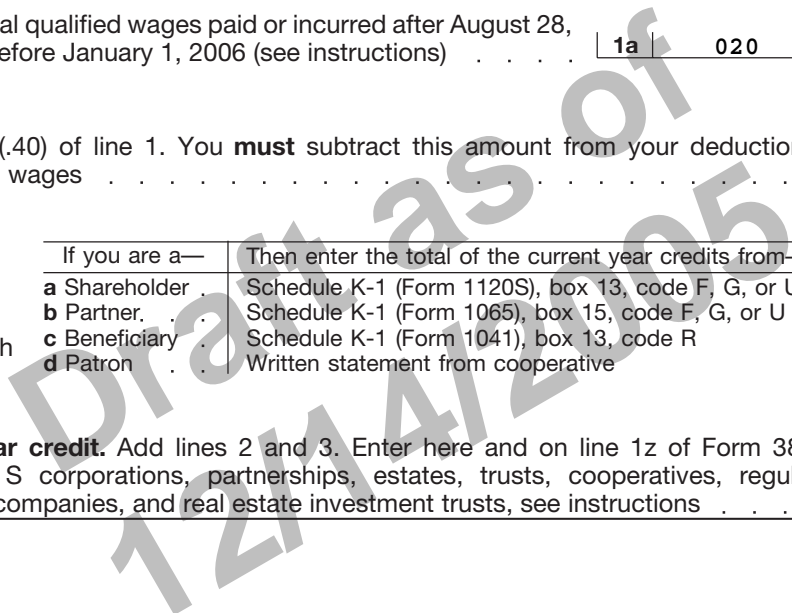 al qualified wages paid or incurred after August 28,
efore January 1, 2006 (see instructions) . . . . 1a 020
(.40) of line 1. You must subtract this amount from your deduction
wages . . . . . . . . . . . . . . . . . . .
If you are a— Then enter the total of the current year credits from-
a Shareholder . Schedule K-1 (Form 1120S), box 13, code F, G, or U
b Partner. . . Schedule K-1 (Form 1065), box 15, code F, G, or U
h c Beneficiary . Schedule K-1 (Form 1041), box 13, code R
d Patron . . Written statement from cooperative
ar credit. Add lines 2 and 3. Enter here and on line 1z of Form 38
S corporations, partnerships, estates, trusts, cooperatives, regul
companies, and real estate investment trusts, see instructions . . .
Draft as of
12/14/2005